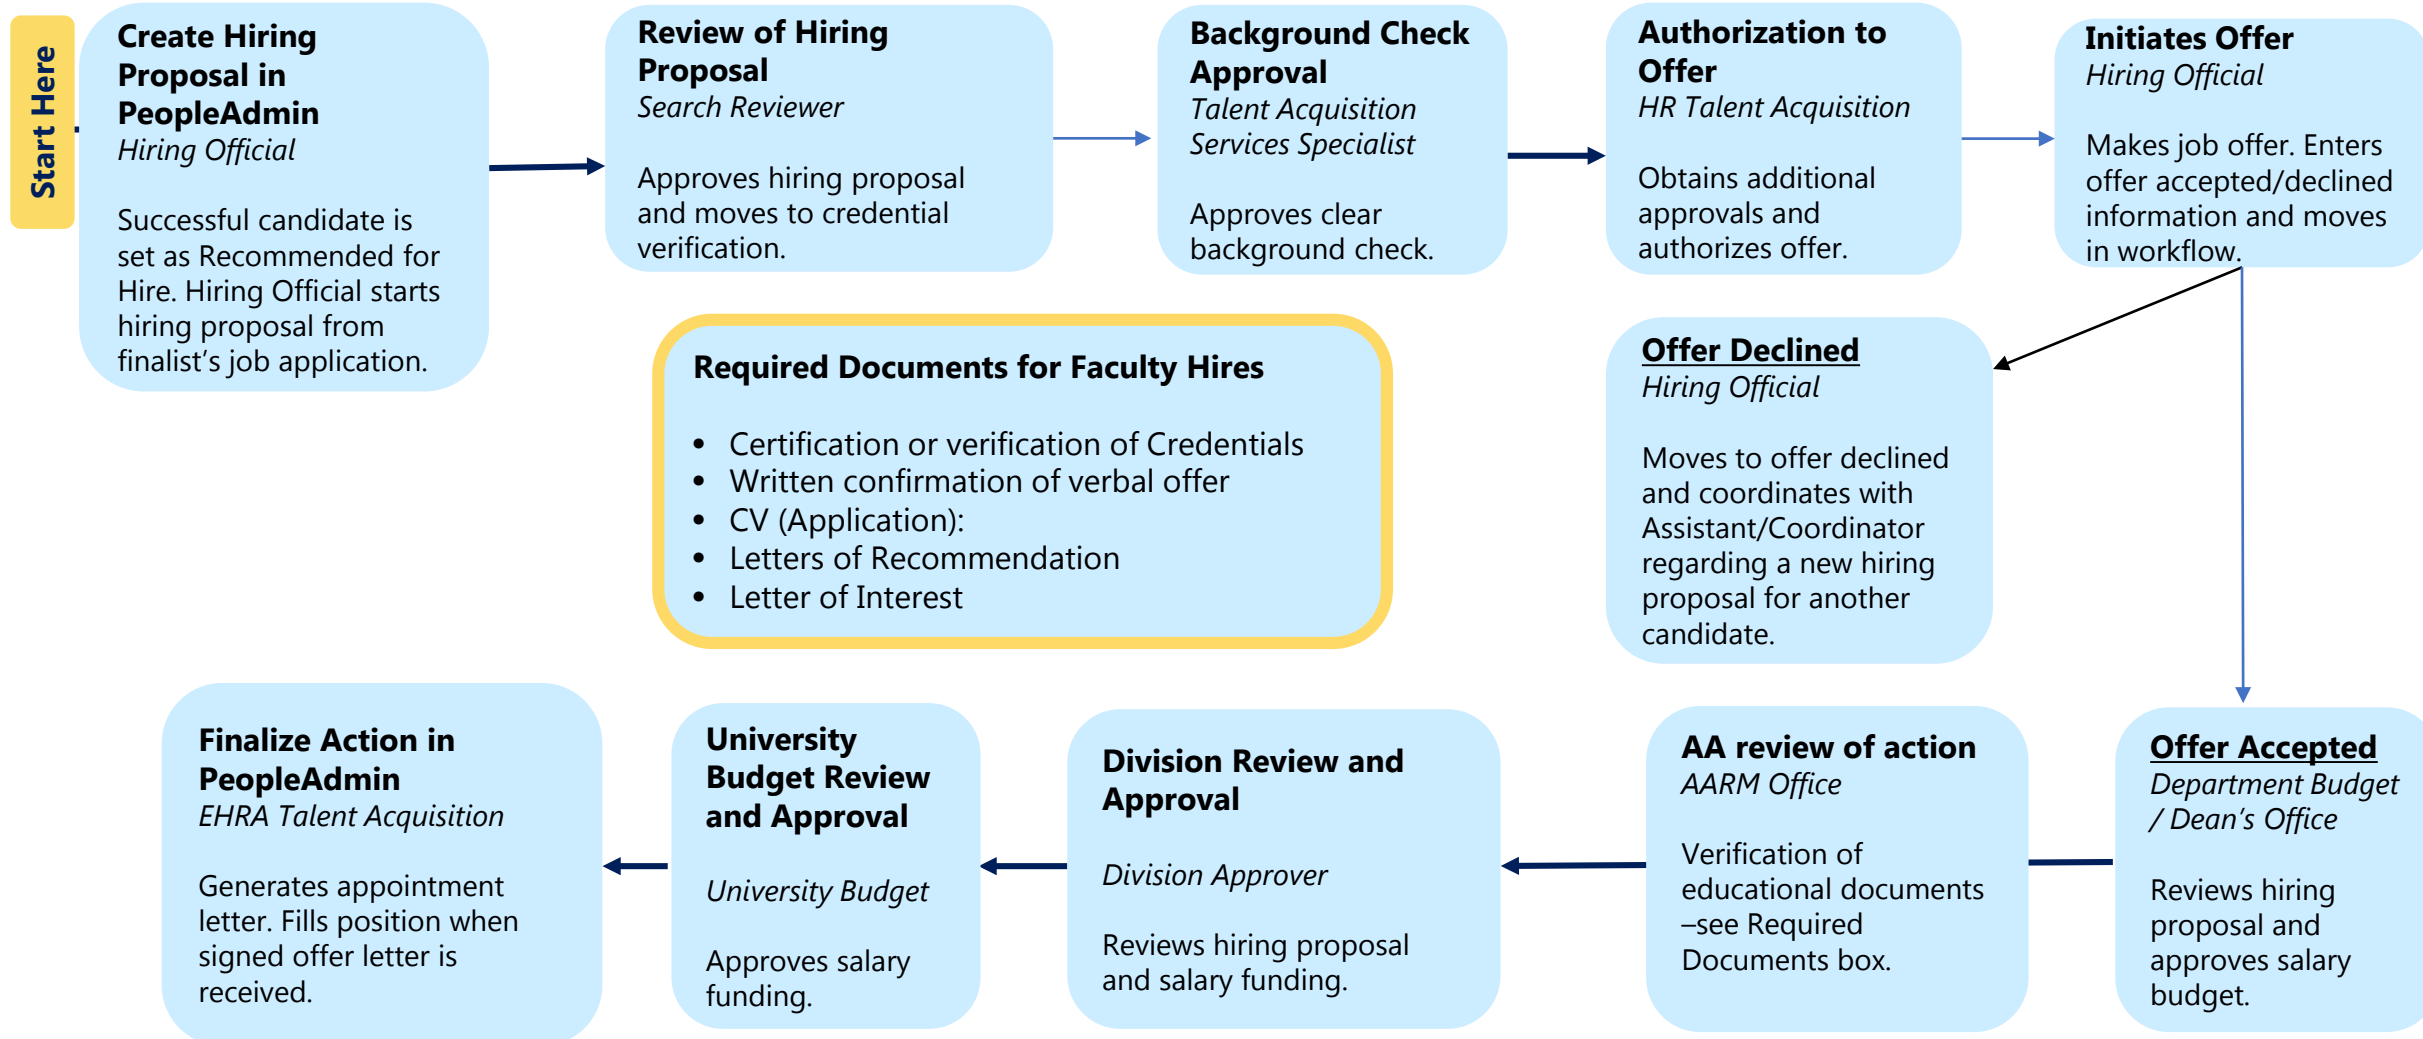 Start Here
Create Hiring
Proposal in
PeopleAdmin
Hiring Official
Successful candidate is
set as Recommended for
Hire. Hiring Official starts
hiring proposal from
finalist’s job application.
Review of Hiring
Proposal
Search Reviewer
Approves hiring proposal
and moves to credential
verification.
Background Check
Approval
Talent Acquisition
Services Specialist
Approves clear
background check.
Authorization to
Offer
HR Talent Acquisition
Obtains additional
approvals and
authorizes offer.
Initiates Offer
Hiring Official
Makes job offer. Enters
offer accepted/declined
information and moves
in workflow.
Required Documents for Faculty Hires
• Certification or verification of Credentials
• Written confirmation of verbal offer
• CV (Application):
• Letters of Recommendation
• Letter of Interest
Offer Declined
Hiring Official
Moves to offer declined
and coordinates with
Assistant/Coordinator
regarding a new hiring
proposal for another
candidate.
Offer Accepted
Department Budget
/ Dean’s Office
Reviews hiring
proposal and
approves salary
budget.
AA review of action
AARM Office
Verification of
educational documents
–see Required
Documents box.
Division Review and
Approval
Division Approver
Reviews hiring proposal
and salary funding.
University
Budget Review
and Approval
University Budget
Approves salary
funding.
Finalize Action in
PeopleAdmin
EHRA Talent Acquisition
Generates appointment
letter. Fills position when
signed offer letter is
received.